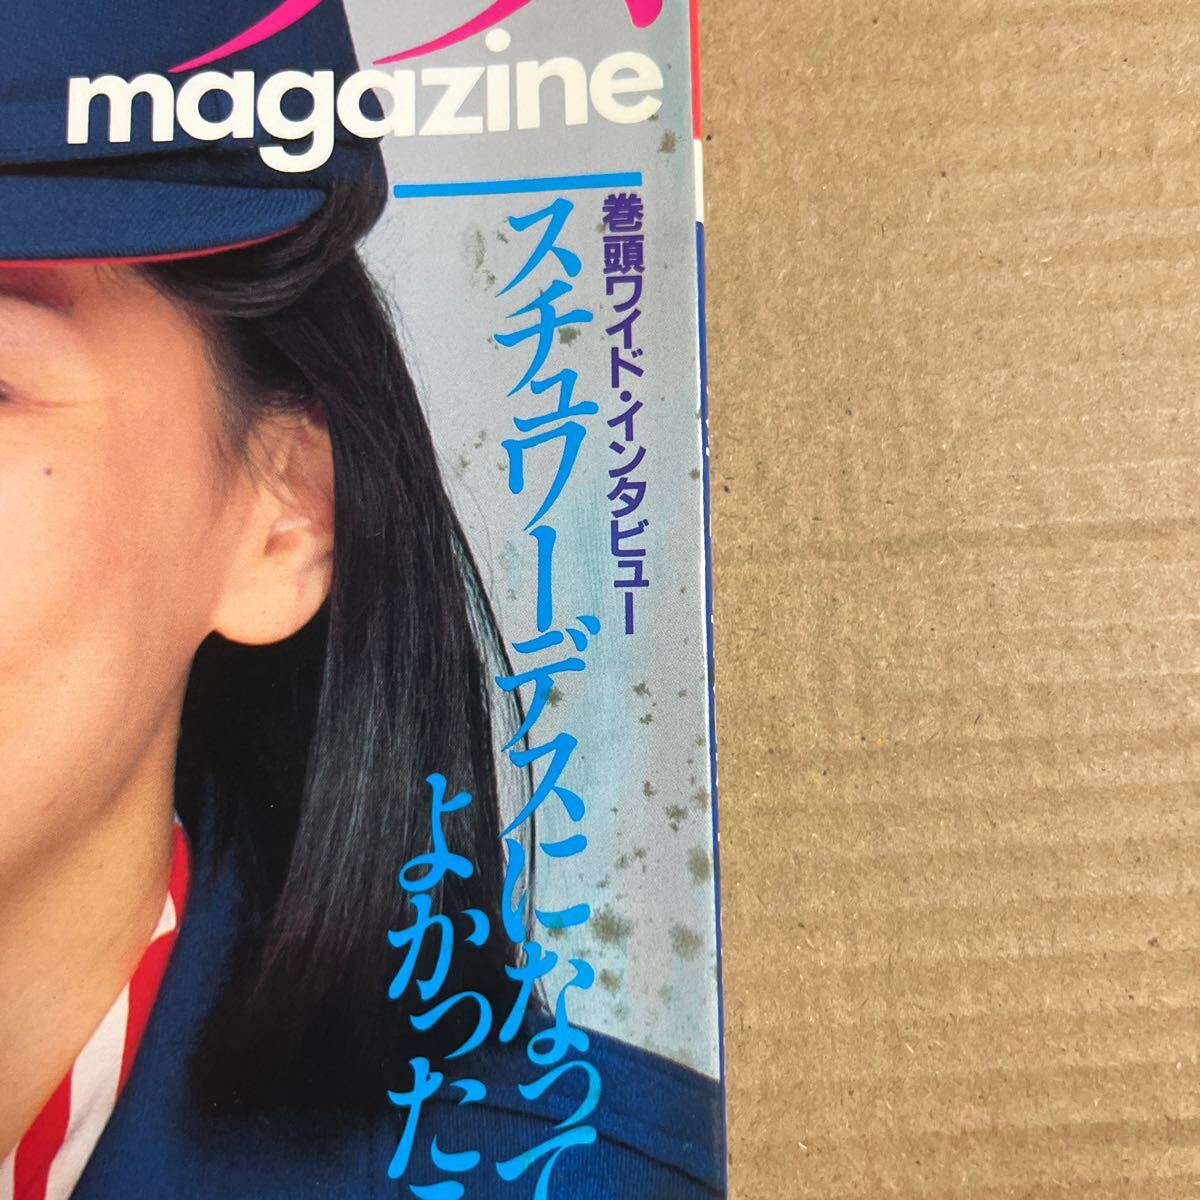 magazine
巻頭ワイド・インタビュー
スチュワーデスになって
よかった